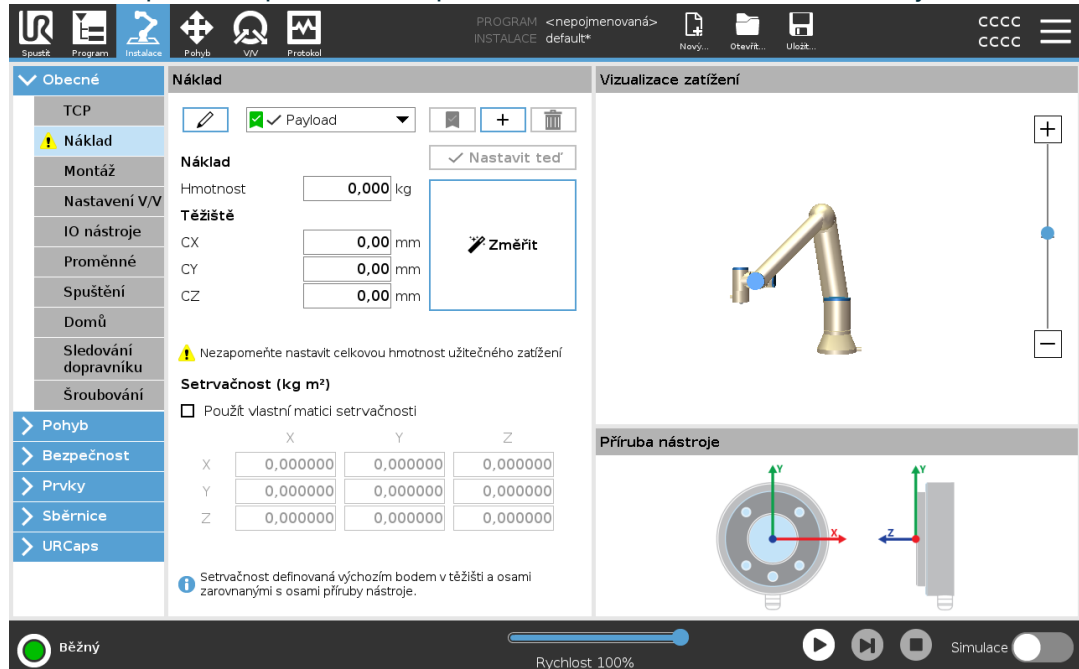 PROGRAM <nepojmenovaná>
INSTALACE default*
CCCC
CCCC
Spustit Program Instalace Pohyb V/V Protokol Nový... Otevřít... Uložit...
Obecné
TCP
Náklad
Montáž
Nastavení V/V
IO nástroje
Proměnné
Spuštění
Domů
Sledování
dopravníku
Šroubování
Pohyb
Bezpečnost
Prvky
Sběrnice
URCaps
Náklad
Payload
+
Nastavit teď
Náklad
Hmotnost 0,000 kg
Těžiště
CX 0,00 mm
CY 0,00 mm
CZ 0,00 mm
Změřit
Nezapomeňte nastavit celkovou hmotnost užitečného zatížení
Setrvačnost (kg m²)
Použít vlastní matici setrvačnosti
X Y Z
X 0,000000 0,000000 0,000000
Y 0,000000 0,000000 0,000000
Z 0,000000 0,000000 0,000000
Setrvačnost definovaná výchozím bodem v těžišti a osami
zarovnanými s osami příruby nástroje.
Vizualizace zatížení
Příruba nástroje
Y
X
Y
Z
Běžný
Rychlost 100%
Simulace